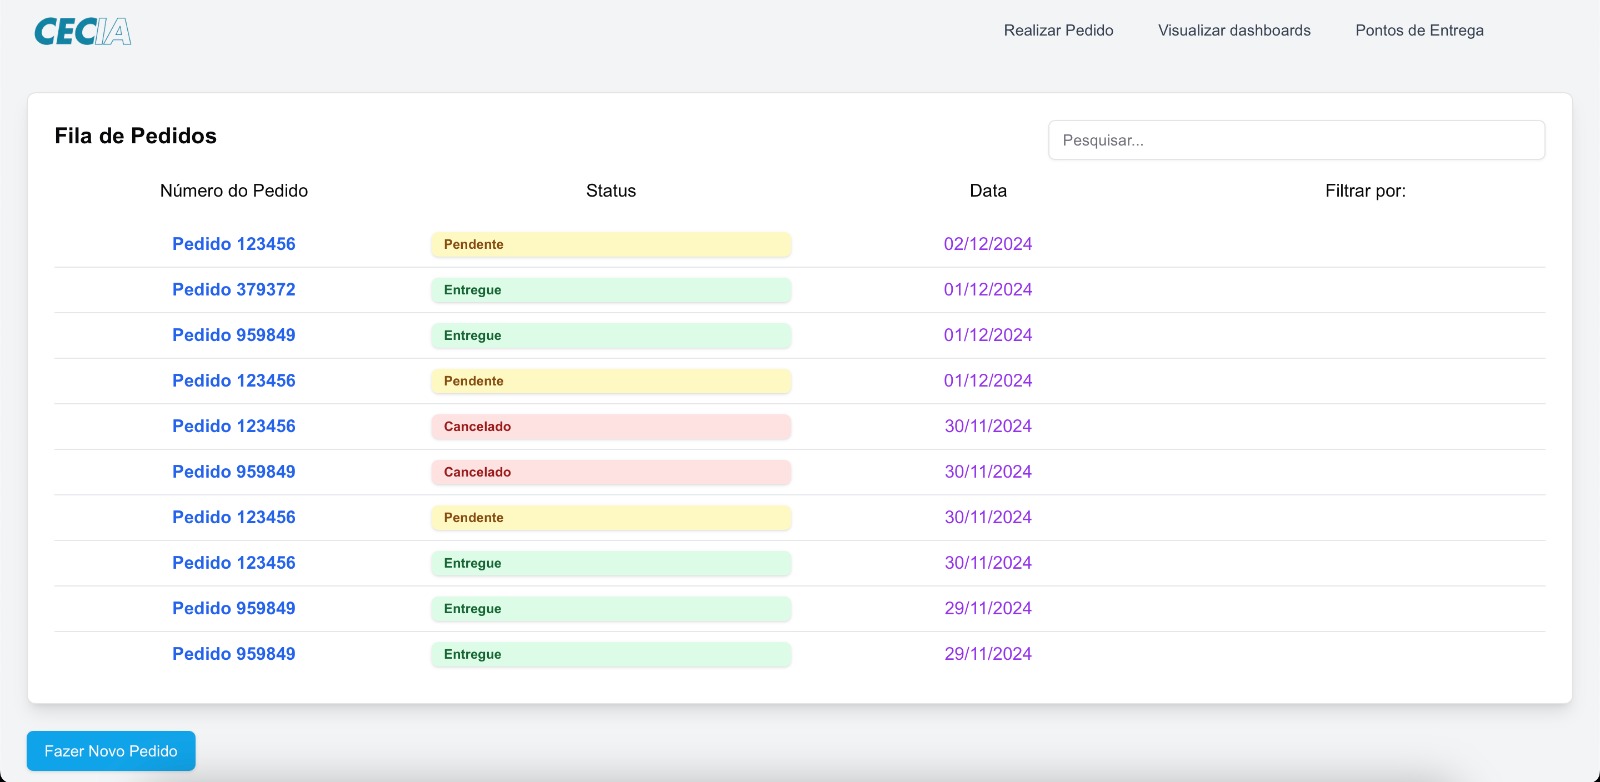 CECIA
Realizar Pedido Visualizar dashboards Pontos de Entrega
Fila de Pedidos
Pesquisar...
Número do Pedido Status Data Filtrar por:
Pedido 123456 Pendente 02/12/2024
Pedido 379372 Entregue 01/12/2024
Pedido 959849 Entregue 01/12/2024
Pedido 123456 Pendente 01/12/2024
Pedido 123456 Cancelado 30/11/2024
Pedido 959849 Cancelado 30/11/2024
Pedido 123456 Pendente 30/11/2024
Pedido 123456 Entregue 30/11/2024
Pedido 959849 Entregue 29/11/2024
Pedido 959849 Entregue 29/11/2024
Fazer Novo Pedido